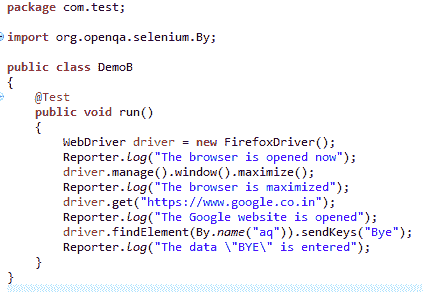 package com.test;
import org.openqa.selenium.By;
public class DemoB
{
@Test
public void run()
{
WebDriver driver = new FirefoxDriver();
Reporter.log("The browser is opened now");
driver.manage().window().maximize();
Reporter.log("The browser is maximized");
driver.get("https://www.google.co.in");
Reporter.log("The Google website is opened");
driver.findElement(By.name("aq")).sendKeys("Bye");
Reporter.log("The data \"BYE\" is entered");
}
}